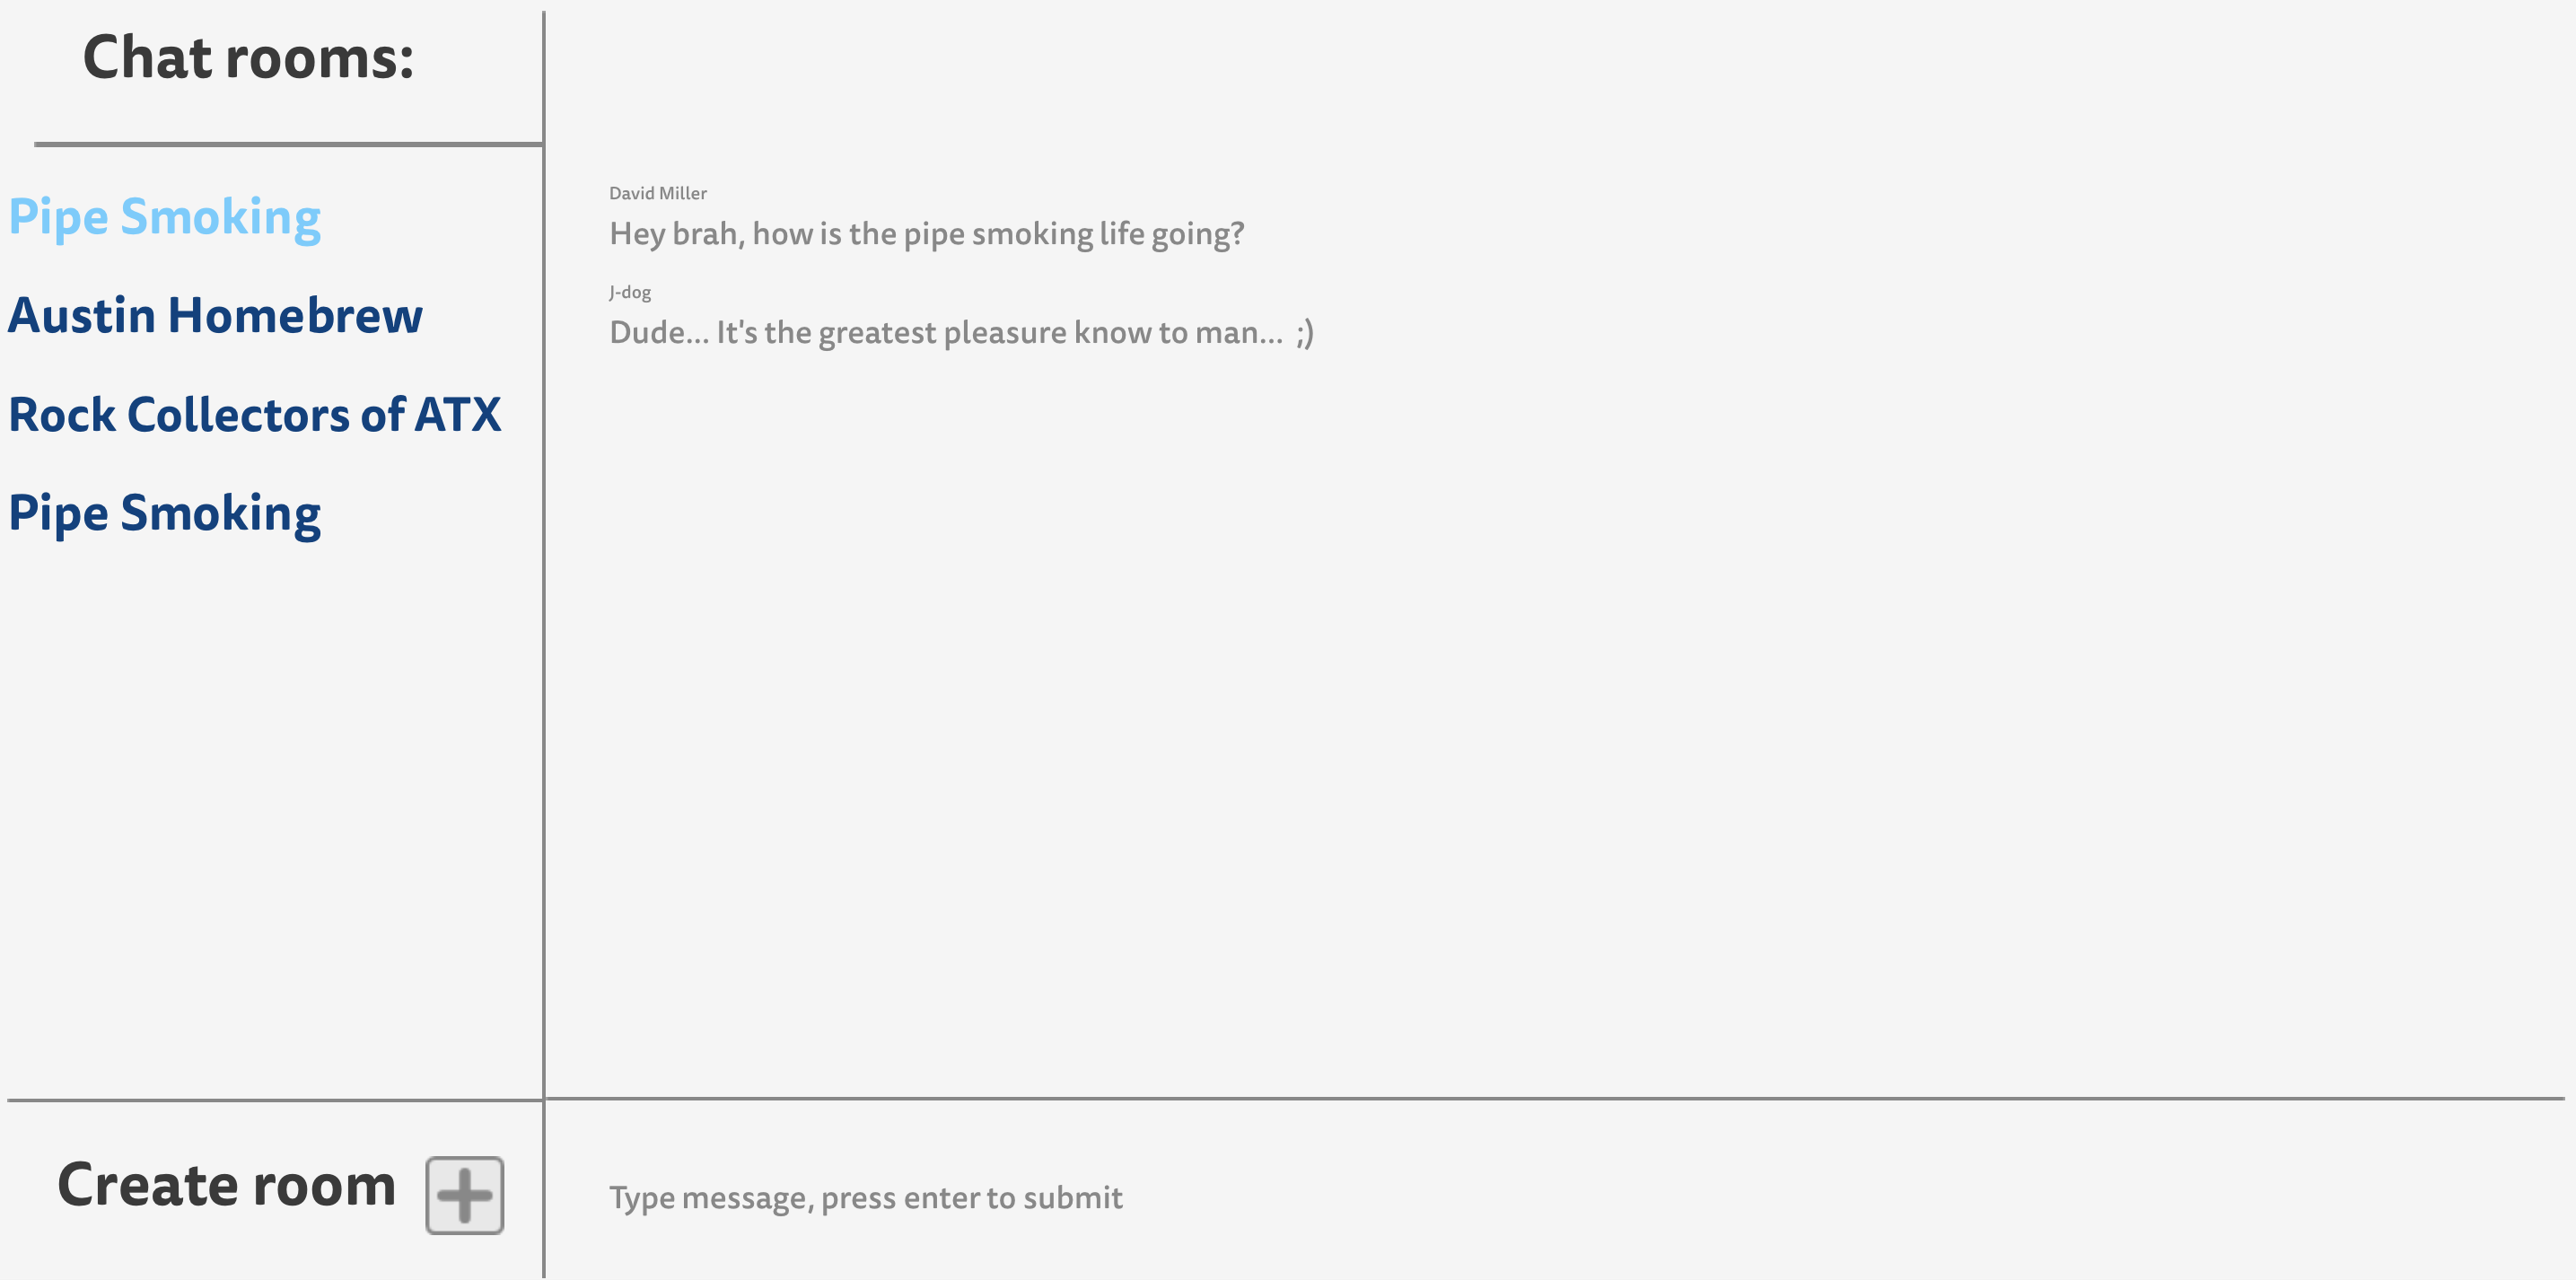 Chat rooms:
Pipe Smoking
Austin Homebrew
Rock Collectors of ATX
Pipe Smoking
Create room
David Miller
Hey brah, how is the pipe smoking life going?
J-dog
Dude... It's the greatest pleasure know to man... ;)
Type message, press enter to submit